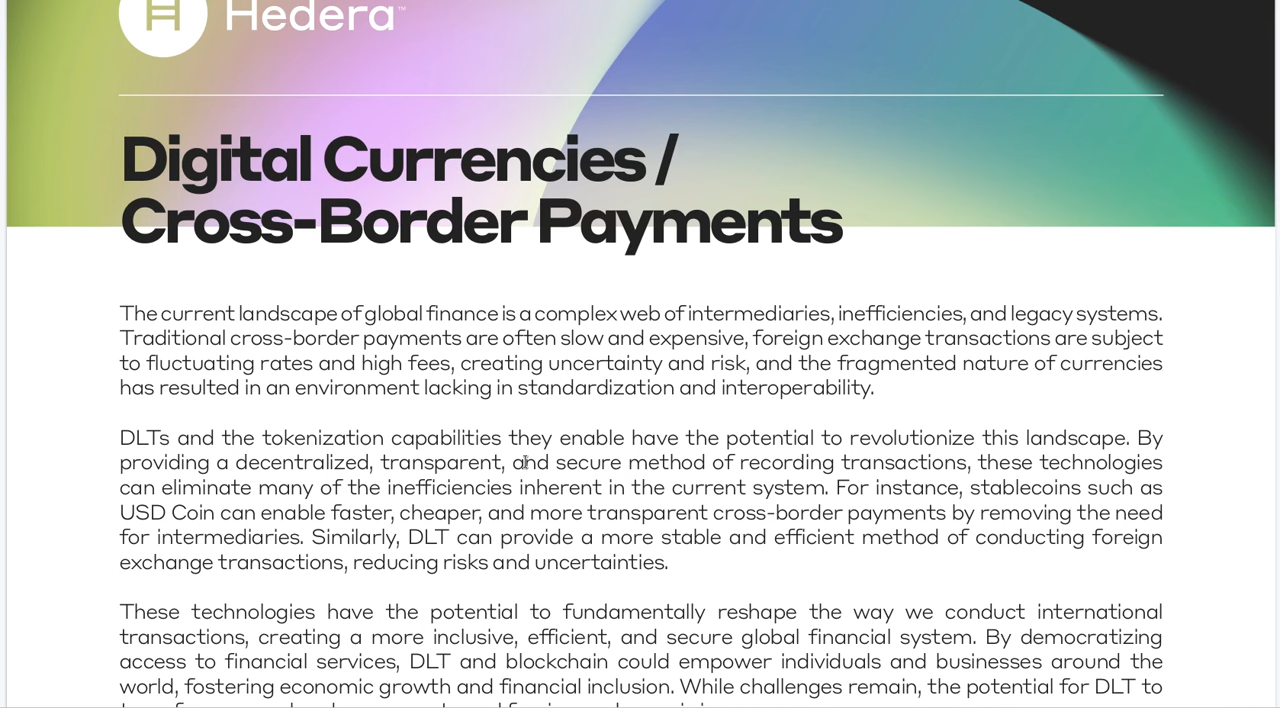 Hedera™
Digital Currencies /
Cross-Border Payments
The current landscape of global finance is a complex web of intermediaries, inefficiencies, and legacy systems.
Traditional cross-border payments are often slow and expensive, foreign exchange transactions are subject
to fluctuating rates and high fees, creating uncertainty and risk, and the fragmented nature of currencies
has resulted in an environment lacking in standardization and interoperability.
DLTs and the tokenization capabilities they enable have the potential to revolutionize this landscape. By
providing a decentralized, transparent, and secure method of recording transactions, these technologies
can eliminate many of the inefficiencies inherent in the current system. For instance, stablecoins such as
USD Coin can enable faster, cheaper, and more transparent cross-border payments by removing the need
for intermediaries. Similarly, DLT can provide a more stable and efficient method of conducting foreign
exchange transactions, reducing risks and uncertainties.
These technologies have the potential to fundamentally reshape the way we conduct international
transactions, creating a more inclusive, efficient, and secure global financial system. By democratizing
access to financial services, DLT and blockchain could empower individuals and businesses around the
world, fostering economic growth and financial inclusion. While challenges remain, the potential for DLT to